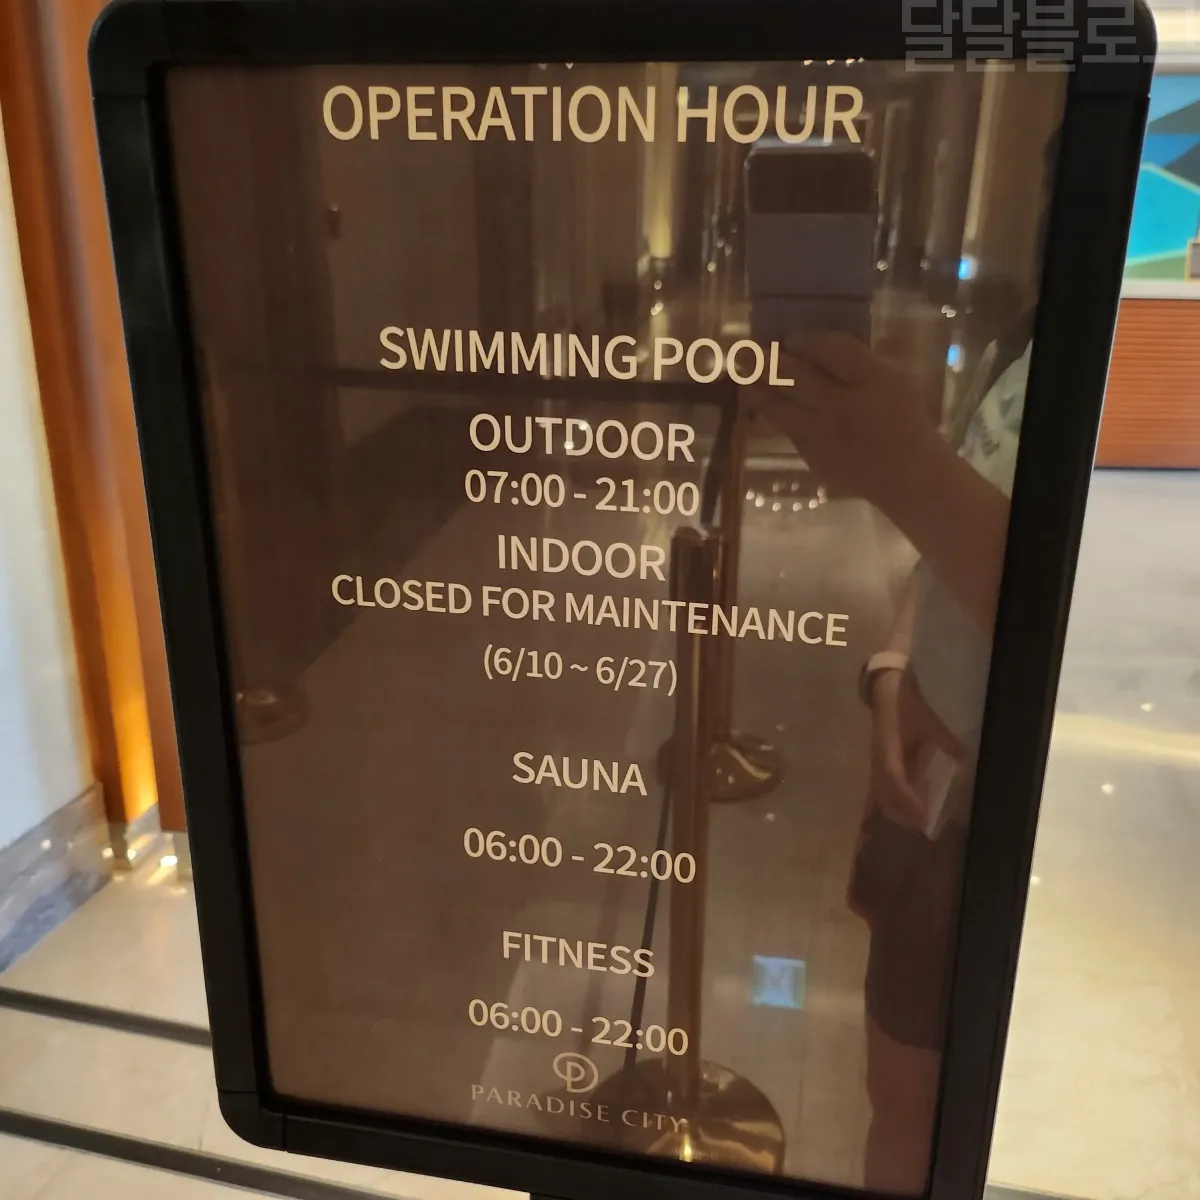 달달블로그
OPERATION HOUR
SWIMMING POOL
OUTDOOR
07:00 - 21:00
INDOOR
CLOSED FOR MAINTENANCE
(6/10 ~ 6/27)
SAUNA
06:00 - 22:00
FITNESS
06:00 - 22:00
PARADISE CITY